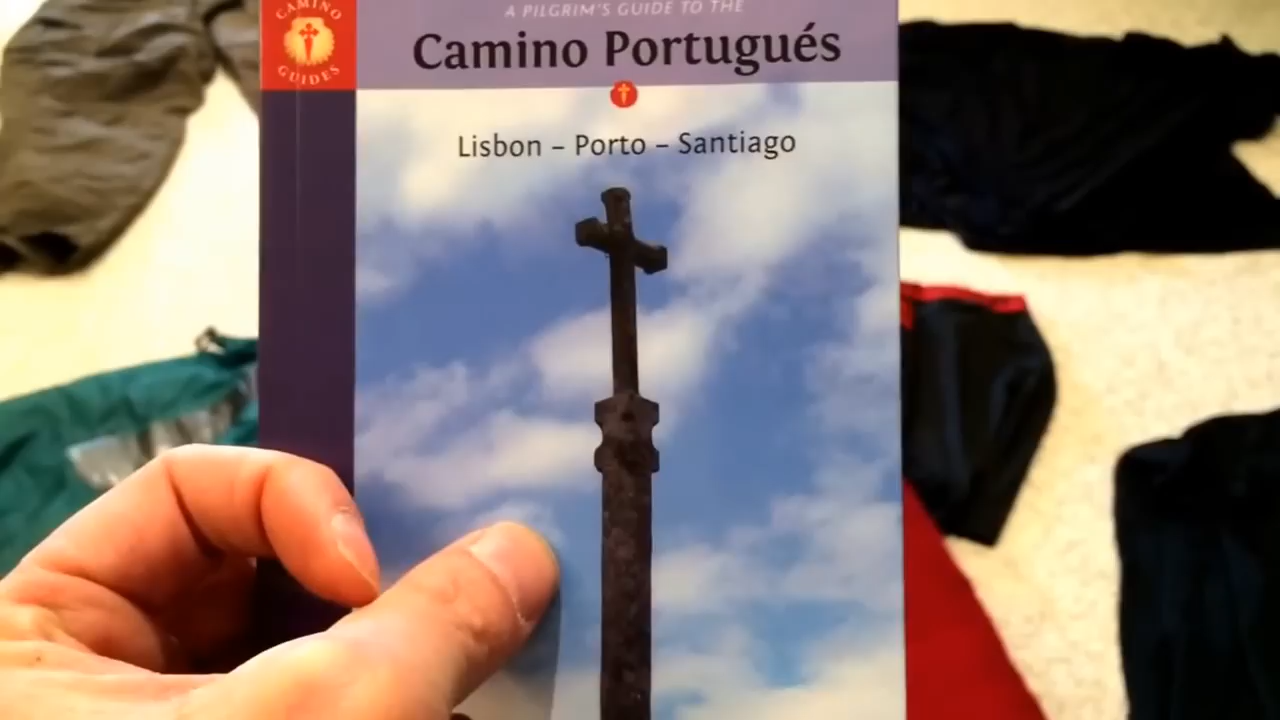 CAMINO
GUIDES
A PILGRIM'S GUIDE TO THE
Camino Portugués
Lisbon – Porto – Santiago